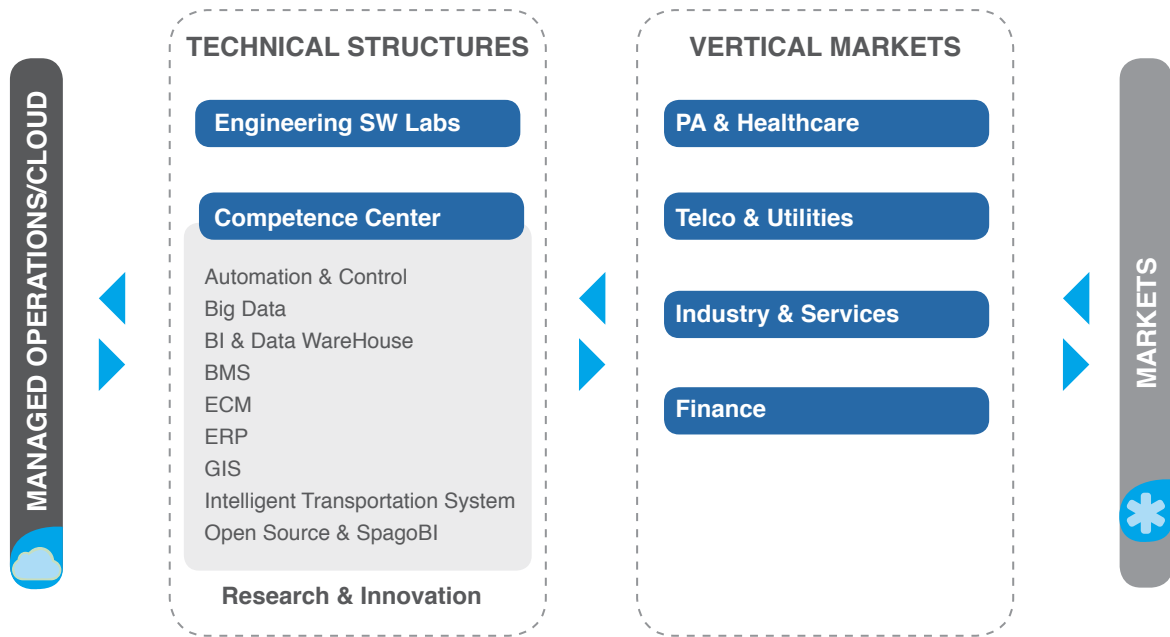 MANAGED OPERATIONS/CLOUD
TECHNICAL STRUCTURES
Engineering SW Labs
Competence Center
Automation & Control
Big Data
BI & Data WareHouse
BMS
ECM
ERP
GIS
Intelligent Transportation System
Open Source & SpagoBI
Research & Innovation
VERTICAL MARKETS
PA & Healthcare
Telco & Utilities
Industry & Services
Finance
MARKETS